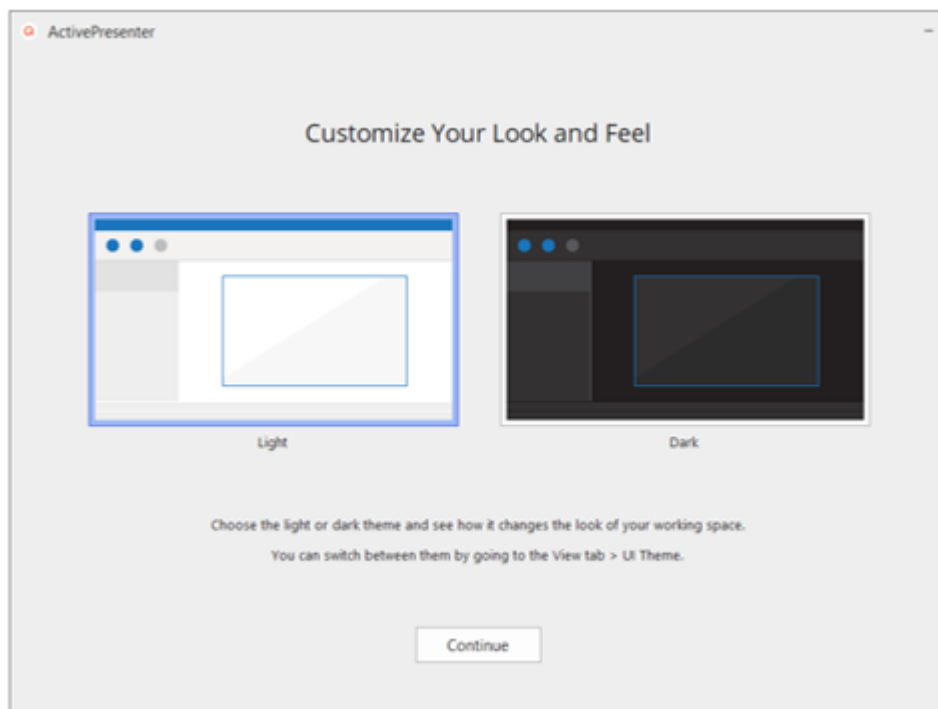 ActivePresenter
Customize Your Look and Feel
Light
Dark
Choose the light or dark theme and see how it changes the look of your working space.
You can switch between them by going to the View tab > UI Theme.
Continue